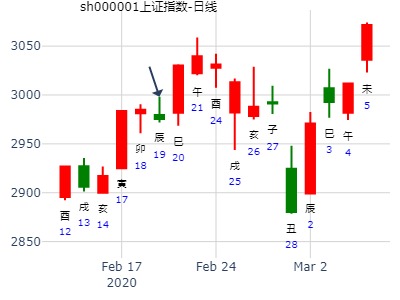 sh000001上证指数-日线
3050
3000
2950
2900
2850
酉
12
戌
13
亥
14
寅
17
卯
18
辰
19
巳
20
午
21
酉
24
戌
25
亥
26
子
27
丑
28
辰
2
巳
3
午
4
未
5
Feb 17
2020
Feb 24
Mar 2